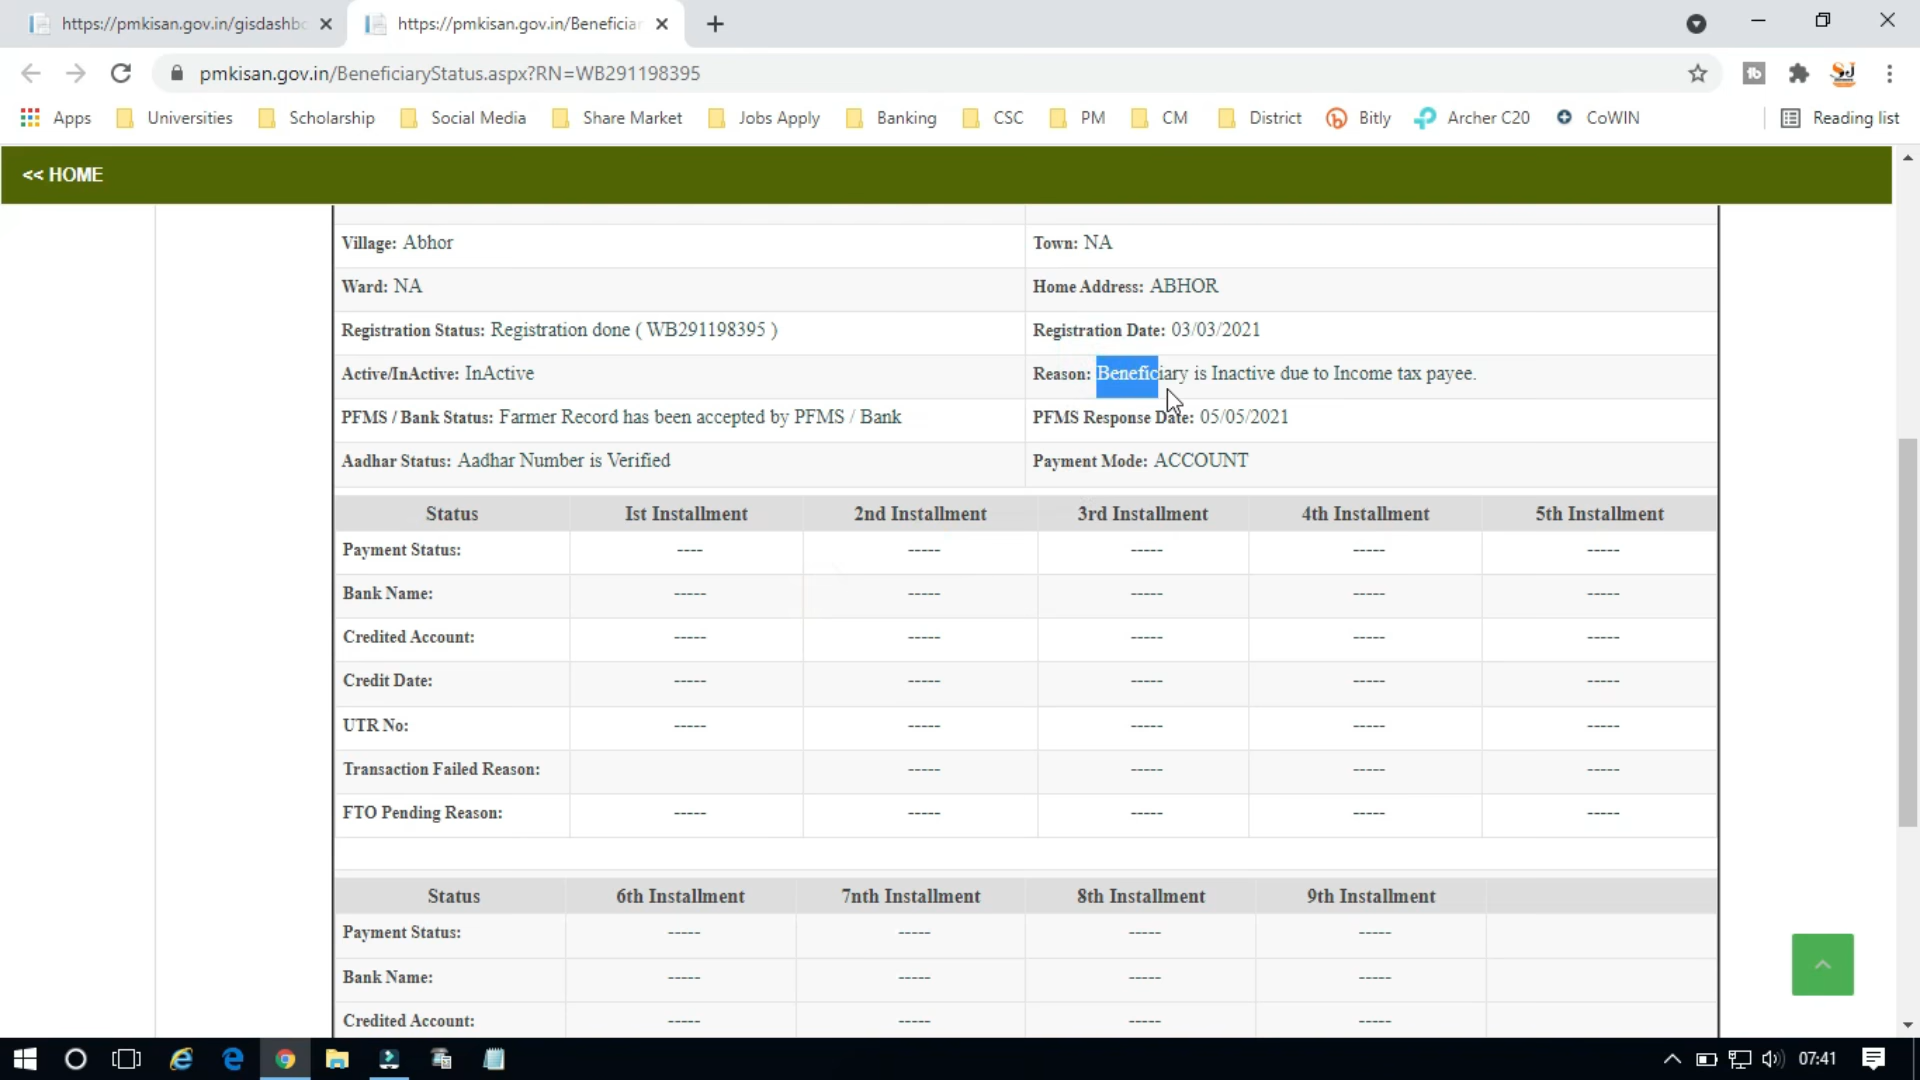 https://pmkisan.gov.in/gisdashbo
https://pmkisan.gov.in/Beneficiar
pmkisan.gov.in/BeneficiaryStatus.aspx?RN=WB291198395
Apps Universities Scholarship Social Media Share Market Jobs Apply Banking CSC PM CM District Bitly Archer C20 CoWIN Reading list
<< HOME
Village: Abhor Town: NA
Ward: NA Home Address: ABHOR
Registration Status: Registration done ( WB291198395 ) Registration Date: 03/03/2021
Active/InActive: InActive Reason: Beneficiary is Inactive due to Income tax payee.
PFMS / Bank Status: Farmer Record has been accepted by PFMS / Bank PFMS Response Date: 05/05/2021
Aadhar Status: Aadhar Number is Verified Payment Mode: ACCOUNT
Status Ist Installment 2nd Installment 3rd Installment 4th Installment 5th Installment
Payment Status: ---- ----- ----- ----- -----
Bank Name: ----- ----- ----- ----- -----
Credited Account: ----- ----- ----- ----- -----
Credit Date: ----- ----- ----- ----- -----
UTR No: ----- ----- ----- ----- -----
Transaction Failed Reason: ----- ----- ----- -----
FTO Pending Reason: ----- ----- ----- ----- -----
Status 6th Installment 7nth Installment 8th Installment 9th Installment
Payment Status: ----- ----- ----- -----
Bank Name: ----- ----- ----- -----
Credited Account: ----- ----- ----- -----
07:41